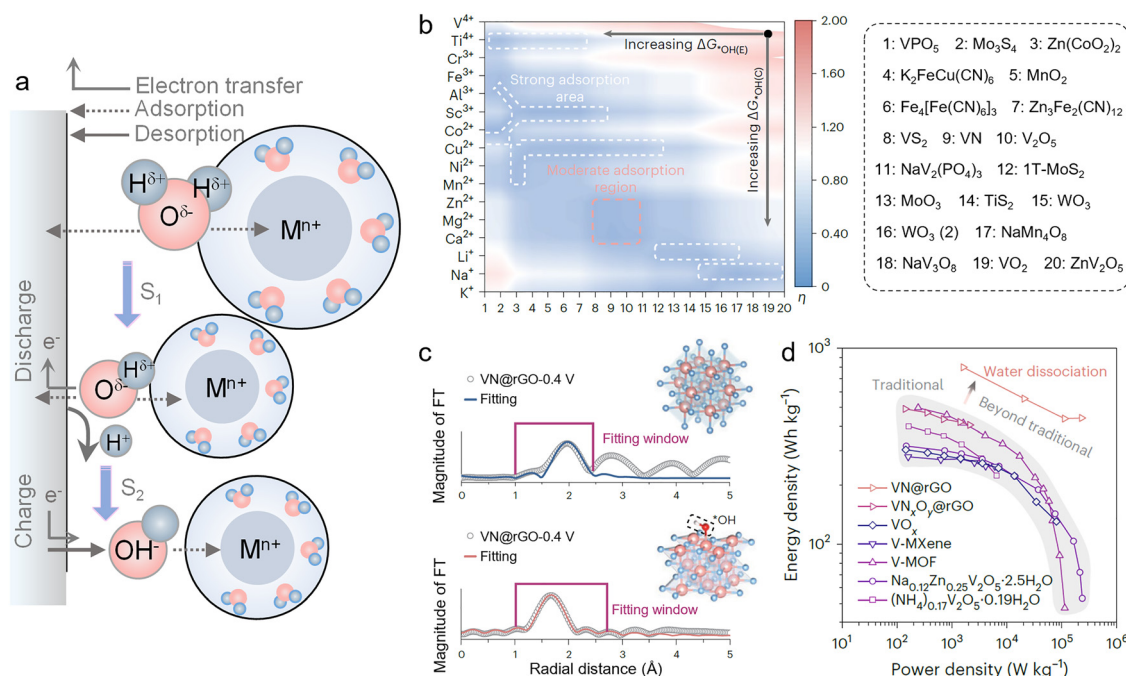 a
Electron transfer
Adsorption
Desorption
Hδ+
Hδ+
Oδ-
Mn+
S1
Discharge
e-
Hδ+
Oδ-
Mn+
H+
S2
Charge
e-
OH-
Mn+
b
V4+
Ti4+
Cr3+
Fe3+
Al3+
Sc3+
Co2+
Cu2+
Ni2+
Mn2+
Zn2+
Mg2+
Ca2+
Li+
Na+
K+
Increasing ΔG*OH(E)
Increasing ΔG*OH(C)
Strong adsorption
area
Moderate adsorption
region
1 2 3 4 5 6 7 8 9 10 11 12 13 14 15 16 17 18 19 20
2.00
1.60
1.20
0.80
0.40
0
η
1: VPO5 2: Mo3S4 3: Zn(CoO2)2
4: K2FeCu(CN)6 5: MnO2
6: Fe4[Fe(CN)6]3 7: Zn3Fe2(CN)12
8: VS2 9: VN 10: V2O5
11: NaV2(PO4)3 12: 1T-MoS2
13: MoO3 14: TiS2 15: WO3
16: WO3 (2) 17: NaMn4O8
18: NaV3O8 19: VO2 20: ZnV2O5
c
VN@rGO-0.4 V
Fitting
Fitting window
Magnitude of FT
0 1 2 3 4 5
*OH
VN@rGO-0.4 V
Fitting
Fitting window
Magnitude of FT
0 1 2 3 4 5
Radial distance (Å)
d
Energy density (Wh kg-1)
103
102
Traditional
Water dissociation
Beyond traditional
VN@rGO
VNxOy@rGO
VOx
V-MXene
V-MOF
Na0.12Zn0.25V2O5·2.5H2O
(NH4)0.17V2O5·0.19H2O
101 102 103 104 105 106
Power density (W kg-1)